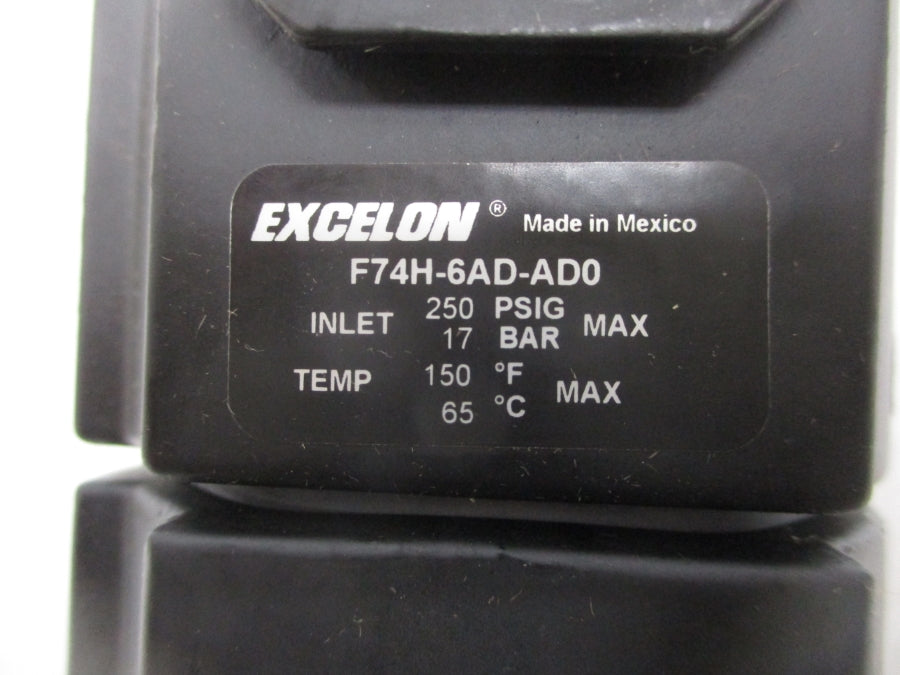 EXCELON ® Made in Mexico
F74H-6AD-AD0
INLET 250 PSIG MAX
17 BAR
TEMP 150 °F MAX
65 °C